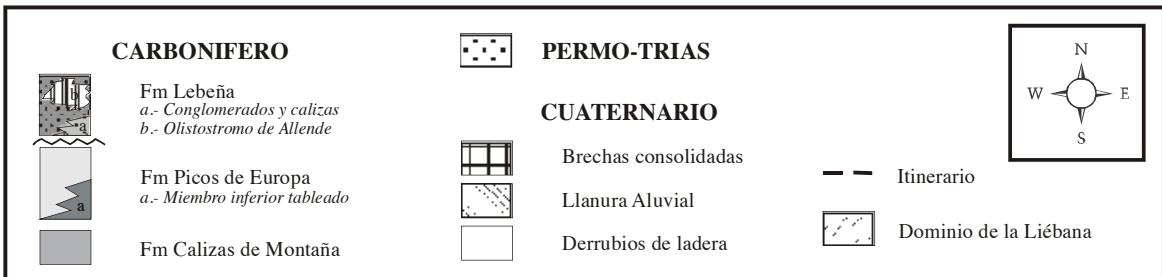 CARBONIFERO
b
a
Fm Lebeña
a.- Conglomerados y calizas
b.- Olistostromo de Allende
a
Fm Picos de Europa
a.- Miembro inferior tableado
Fm Calizas de Montaña
PERMO-TRIAS
CUATERNARIO
Brechas consolidadas
Llanura Aluvial
Derrubios de ladera
Itinerario
Dominio de la Liébana
N
W E
S